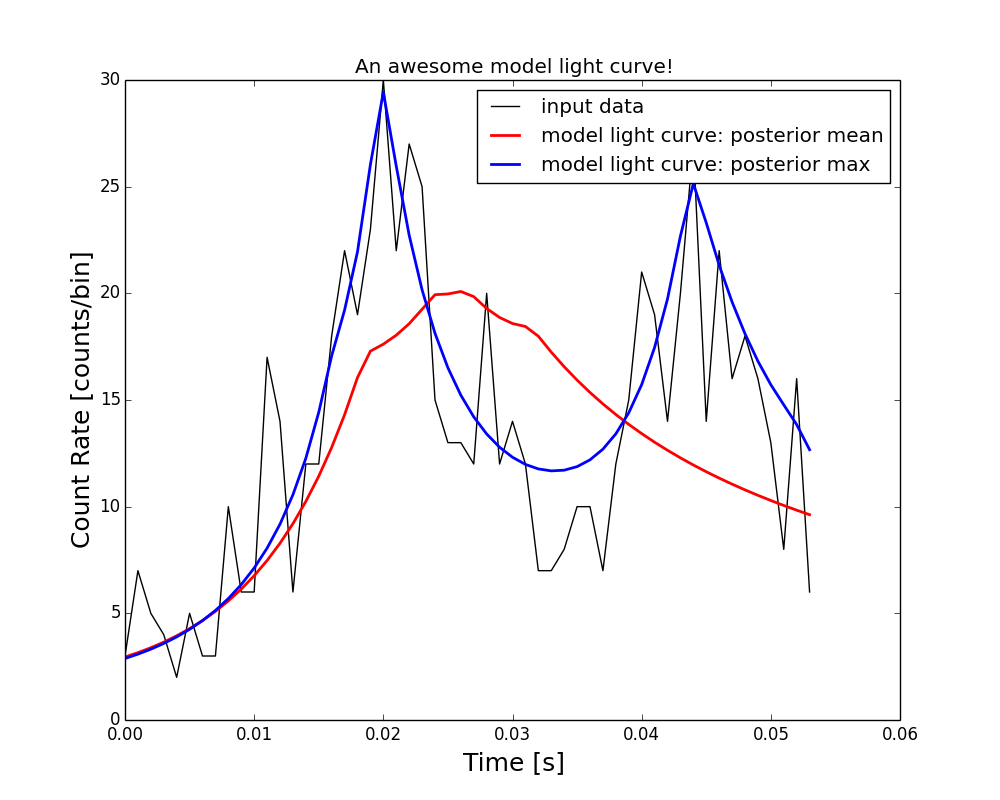 An awesome model light curve!
30
25
20
15
10
5
0
Count Rate [counts/bin]
input data
model light curve: posterior mean
model light curve: posterior max
0.00 0.01 0.02 0.03 0.04 0.05 0.06
Time [s]